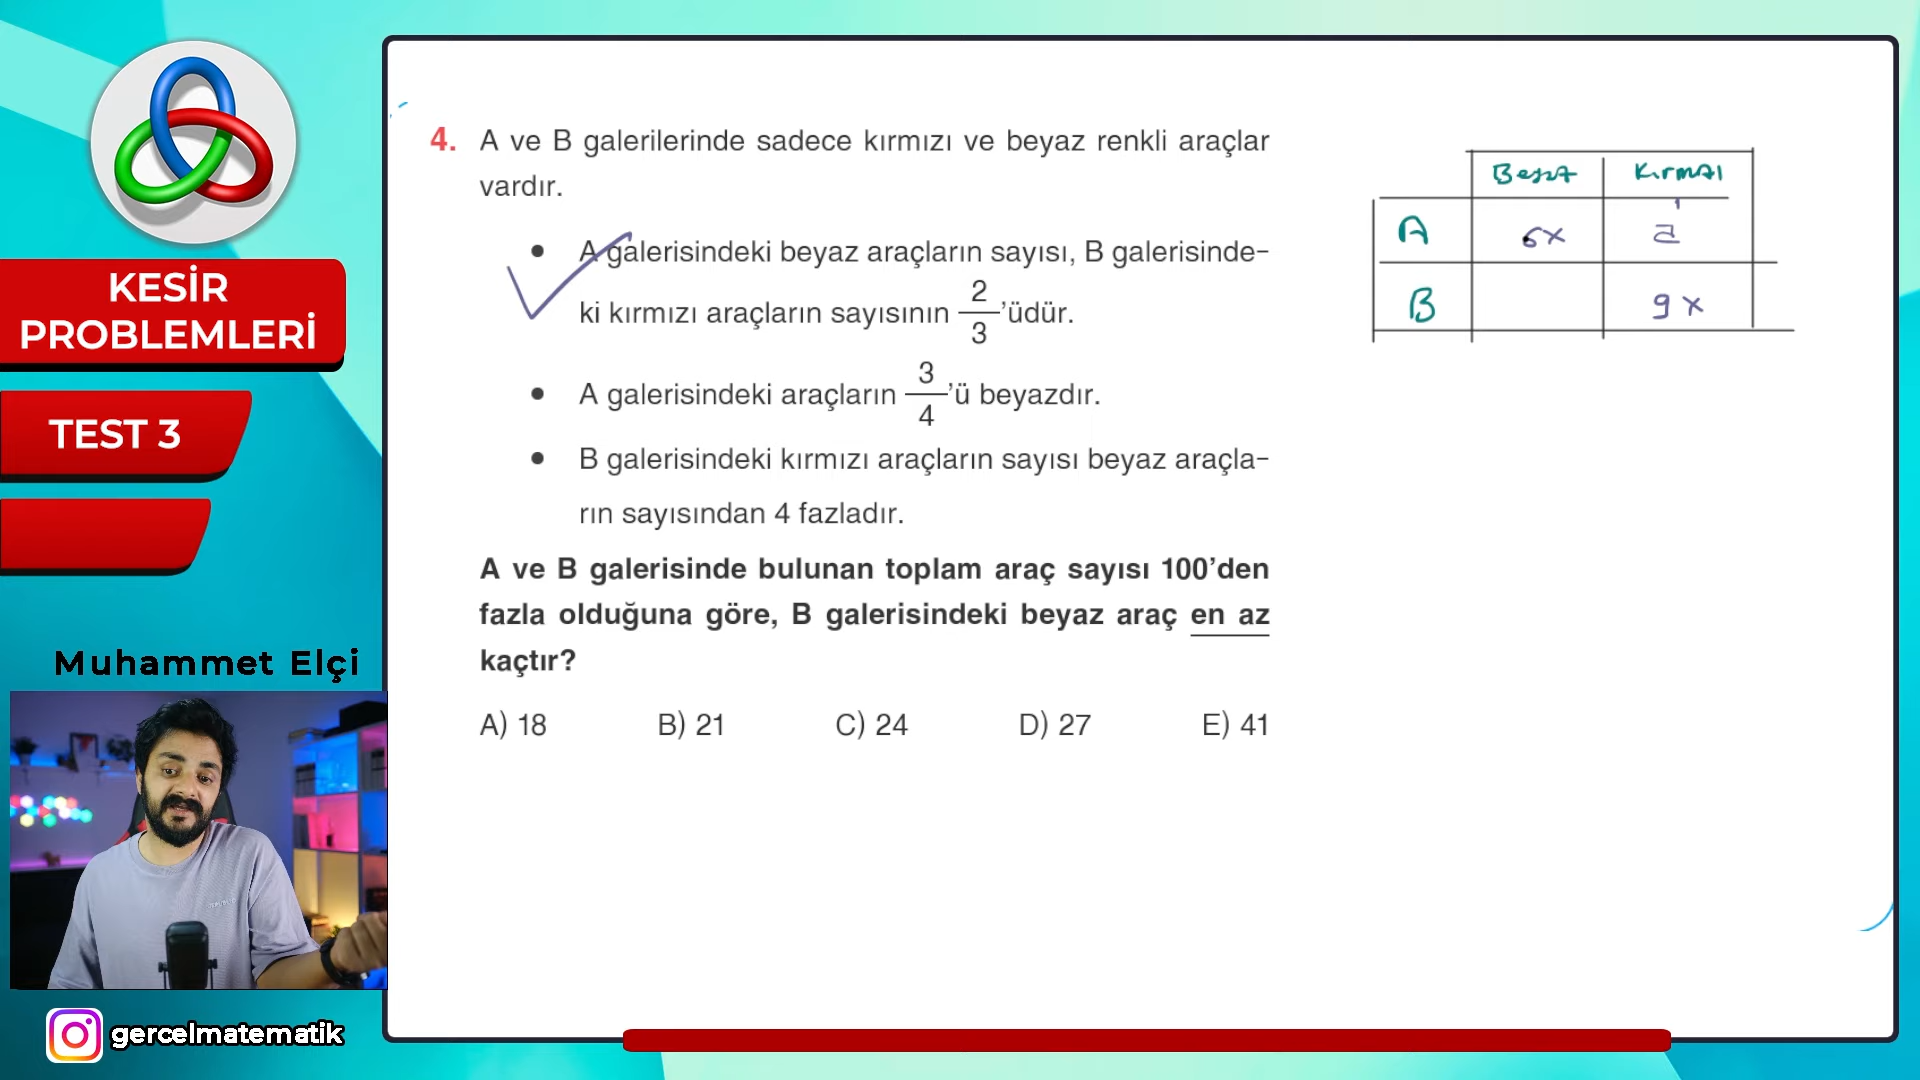 KESİR
PROBLEMLERİ
TEST 3
Muhammet Elçi
gercelmatematik
4. A ve B galerilerinde sadece kırmızı ve beyaz renkli araçlar
vardır.
• A galerisindeki beyaz araçların sayısı, B galerisinde-
ki kırmızı araçların sayısının 2/3'üdür.
• A galerisindeki araçların 3/4'ü beyazdır.
• B galerisindeki kırmızı araçların sayısı beyaz araçla-
rın sayısından 4 fazladır.
A ve B galerisinde bulunan toplam araç sayısı 100'den
fazla olduğuna göre, B galerisindeki beyaz araç en az
kaçtır?
A) 18 B) 21 C) 24 D) 27 E) 41
Beyaz Kırmızı
A 6x 2
B 9x